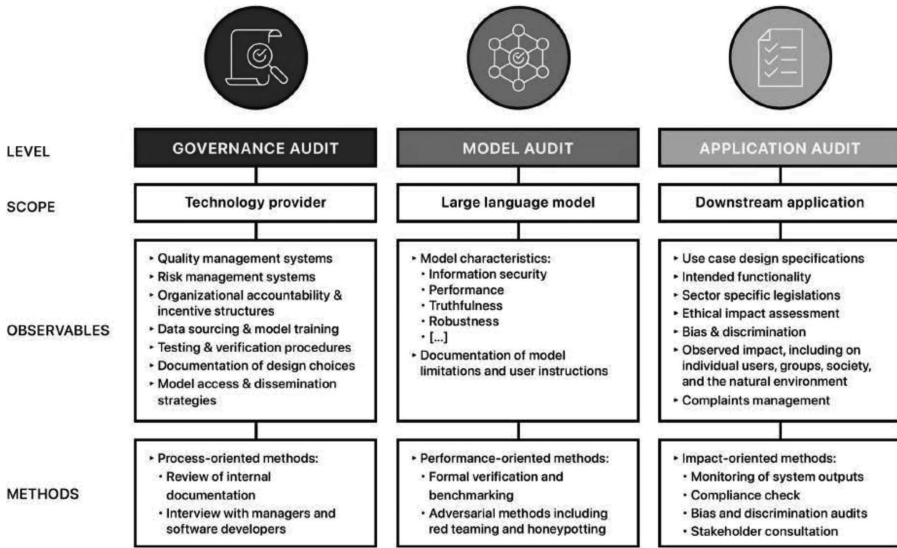 LEVEL
GOVERNANCE AUDIT
MODEL AUDIT
APPLICATION AUDIT
SCOPE
Technology provider
Large language model
Downstream application
OBSERVABLES
‣ Quality management systems
‣ Risk management systems
‣ Organizational accountability &
incentive structures
‣ Data sourcing & model training
‣ Testing & verification procedures
‣ Documentation of design choices
‣ Model access & dissemination
strategies
‣ Model characteristics:
• Information security
• Performance
• Truthfulness
• Robustness
• [...]
‣ Documentation of model
limitations and user instructions
‣ Use case design specifications
‣ Intended functionality
‣ Sector specific legislations
‣ Ethical impact assessment
‣ Bias & discrimination
‣ Observed impact, including on
individual users, groups, society,
and the natural environment
‣ Complaints management
METHODS
‣ Process-oriented methods:
• Review of internal
documentation
• Interview with managers and
software developers
‣ Performance-oriented methods:
• Formal verification and
benchmarking
• Adversarial methods including
red teaming and honeypotting
‣ Impact-oriented methods:
• Monitoring of system outputs
• Compliance check
• Bias and discrimination audits
• Stakeholder consultation